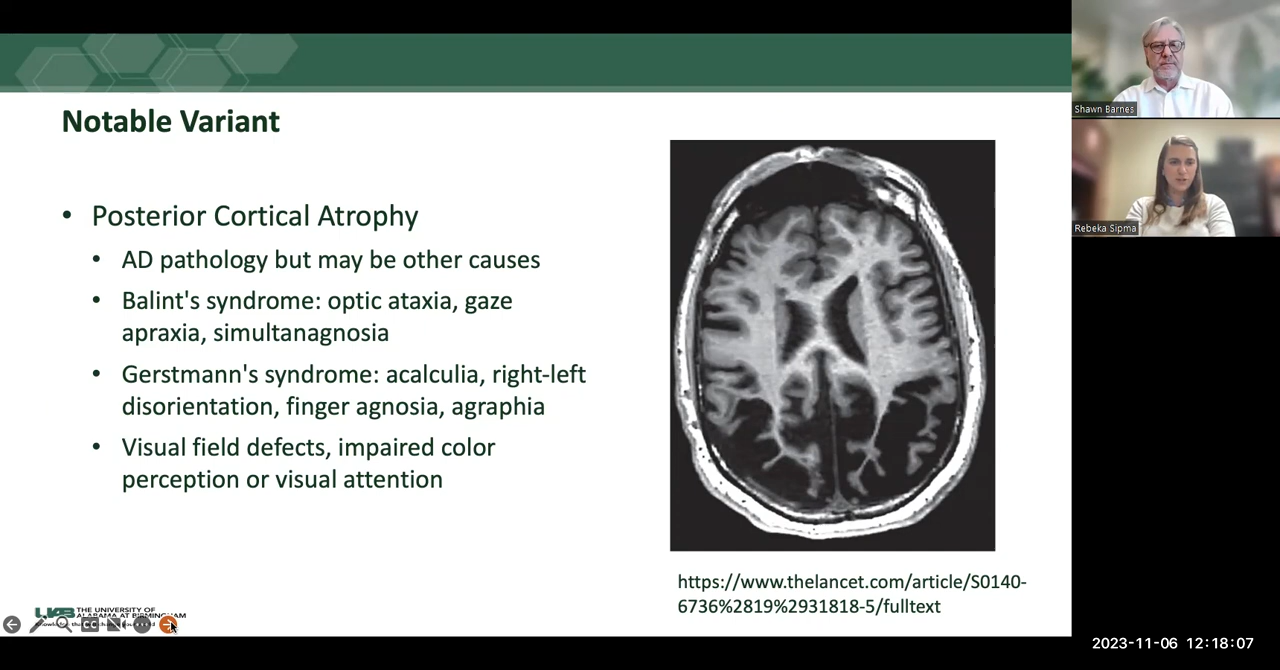 Notable Variant
• Posterior Cortical Atrophy
• AD pathology but may be other causes
• Balint's syndrome: optic ataxia, gaze
apraxia, simultanagnosia
• Gerstmann's syndrome: acalculia, right-left
disorientation, finger agnosia, agraphia
• Visual field defects, impaired color
perception or visual attention
https://www.thelancet.com/article/S0140-
6736%2819%2931818-5/fulltext
UAB THE UNIVERSITY OF
ALABAMA AT BIRMINGHAM
CC
Shawn Barnes
Rebeka Sipma
2023-11-06 12:18:07